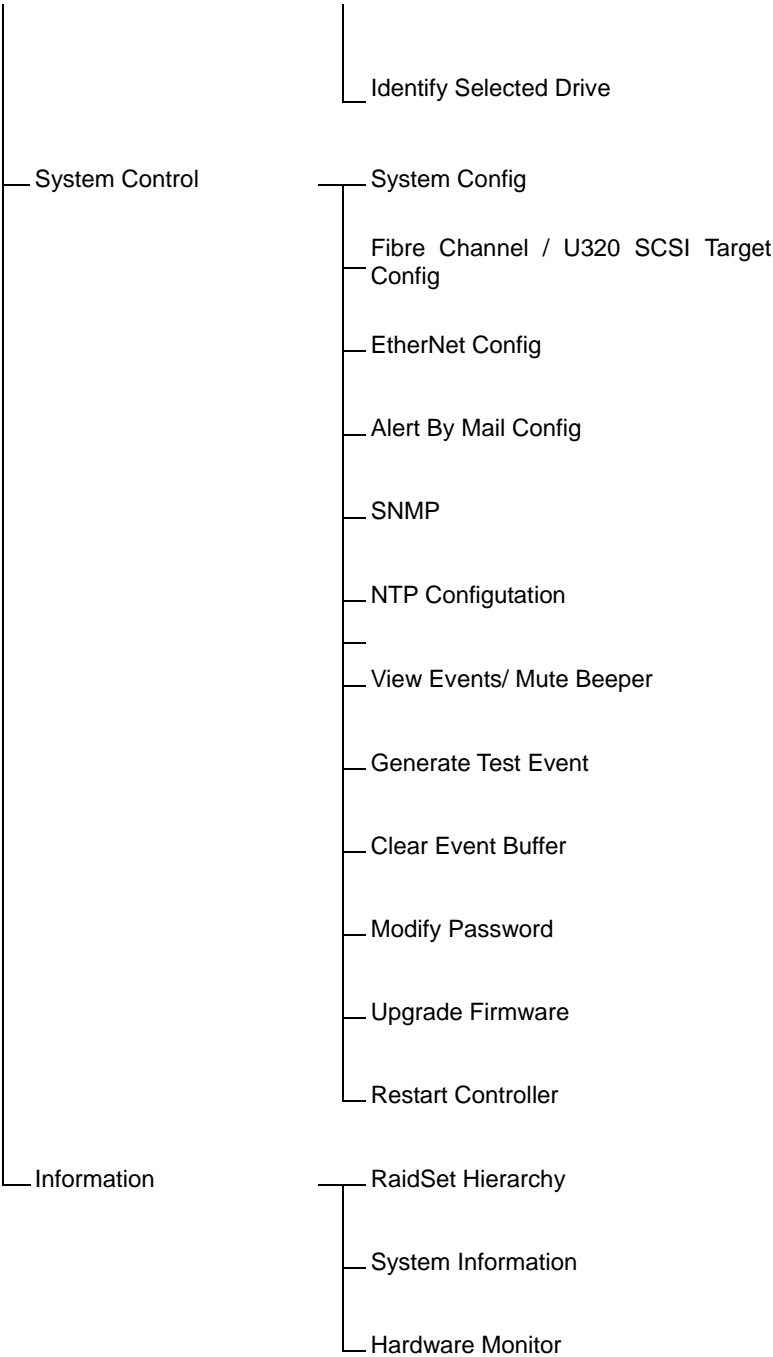 Identify Selected Drive
System Control
System Config
Fibre Channel / U320 SCSI Target
Config
EtherNet Config
Alert By Mail Config
SNMP
NTP Configutation
View Events/ Mute Beeper
Generate Test Event
Clear Event Buffer
Modify Password
Upgrade Firmware
Restart Controller
Information
RaidSet Hierarchy
System Information
Hardware Monitor